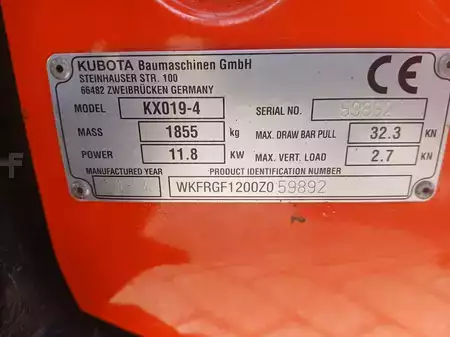 KUBOTA Baumaschinen GmbH
STEINHAUSER STR. 100
66482 ZWEIBRÜCKEN GERMANY
CE
MODEL KX019-4 SERIAL NO. 59892
MASS 1855 kg MAX. DRAW BAR PULL 32.3 KN
POWER 11.8 KW MAX. VERT. LOAD 2.7 KN
MANUFACTURED YEAR PRODUCT IDENTIFICATION NUMBER
WKFRGF1200Z059892